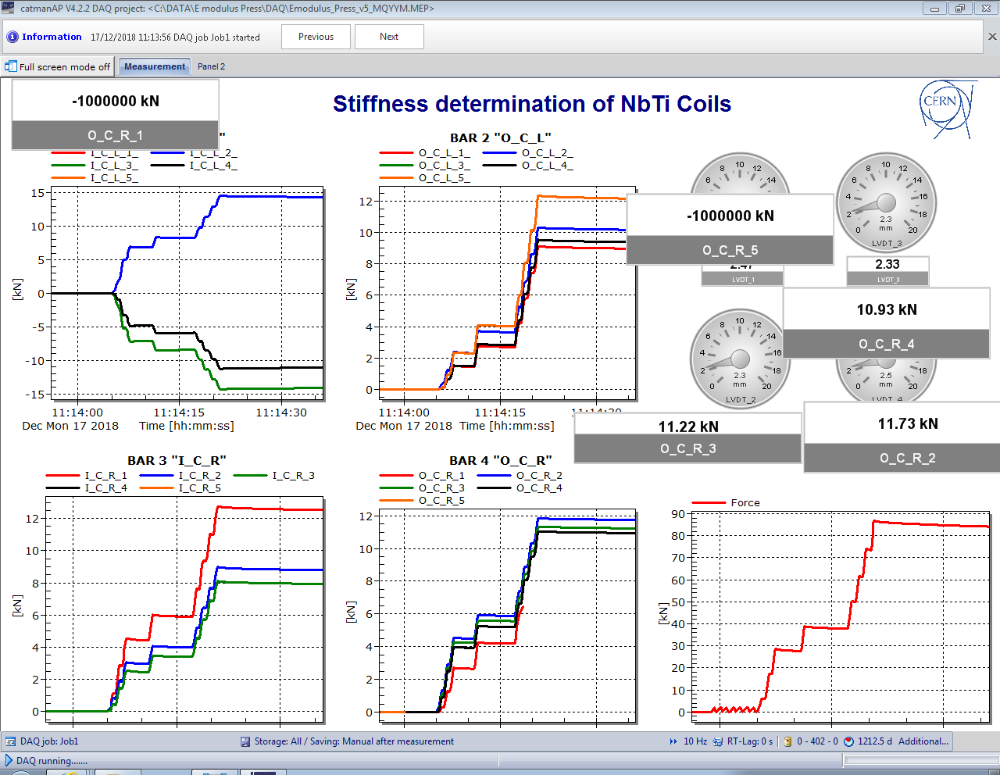 catmanAP V4.2.2 DAQ project: <C:\DATA\E modulus Press\DAQ\Emodulus_Press_v5_MQYYM.MEP>
Information 17/12/2018 11:13:56 DAQ job Job1 started Previous Next
Full screen mode off Measurement Panel 2
-1000000 kN
O_C_R_1
Stiffness determination of NbTi Coils
CERN
"
I_C_L_1_ I_C_L_2_
I_C_L_3_ I_C_L_4_
I_C_L_5_
15
10
5
0
-5
-10
-15
[kN]
11:14:00 11:14:15 11:14:30
Dec Mon 17 2018 Time [hh:mm:ss]
BAR 2 "O_C_L"
O_C_L_1_ O_C_L_2_
O_C_L_3_ O_C_L_4_
O_C_L_5_
12
10
8
6
4
2
0
[kN]
11:14:00 11:14:15 11:14:30
Dec Mon 17 2018 Time [hh:mm:ss]
6 8 10 12 14
-1000000 kN
O_C_R_5
2.47
LVDT_1
0 2 4 6 8 10 12 14 16 18 20
2.3
mm
LVDT_3
2.33
LVDT_3
10.93 kN
O_C_R_4
0 2 4 6 8 10 12 14 16 18 20
2.3
mm
LVDT_2
0 2 18 20
2.5
mm
LVDT_4
11.22 kN
O_C_R_3
11.73 kN
O_C_R_2
BAR 3 "I_C_R"
I_C_R_1 I_C_R_2 I_C_R_3
I_C_R_4 I_C_R_5
12
10
8
6
4
2
0
[kN]
BAR 4 "O_C_R"
O_C_R_1 O_C_R_2
O_C_R_3 O_C_R_4
O_C_R_5
12
10
8
6
4
2
0
[kN]
Force
90
80
70
60
50
40
30
20
10
0
[kN]
DAQ job: Job1 Storage: All / Saving: Manual after measurement 10 Hz RT-Lag: 0 s 0 - 402 - 0 1212.5 d Additional...
DAQ running.......